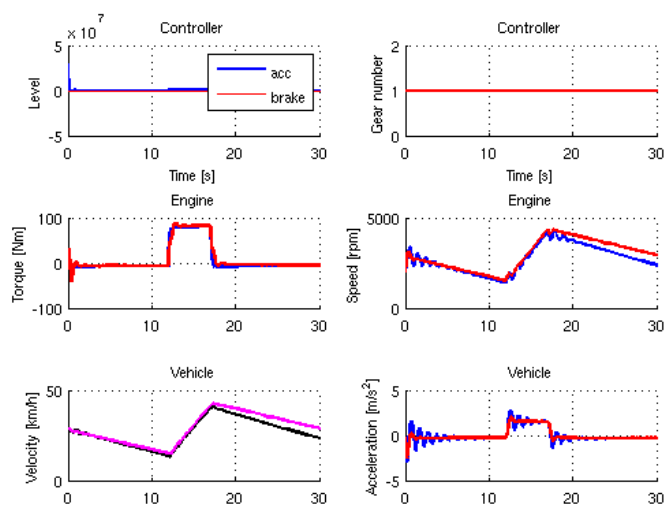 Controller
× 10^7
5
0
-5
Level
acc
brake
0 10 20 30
Time [s]
Controller
2
1
0
Gear number
0 10 20 30
Time [s]
Engine
100
0
-100
Torque [Nm]
0 10 20 30
Engine
5000
0
Speed [rpm]
0 10 20 30
Vehicle
50
0
Velocity [km/h]
0 10 20 30
Vehicle
5
0
-5
Acceleration [m/s^2]
0 10 20 30